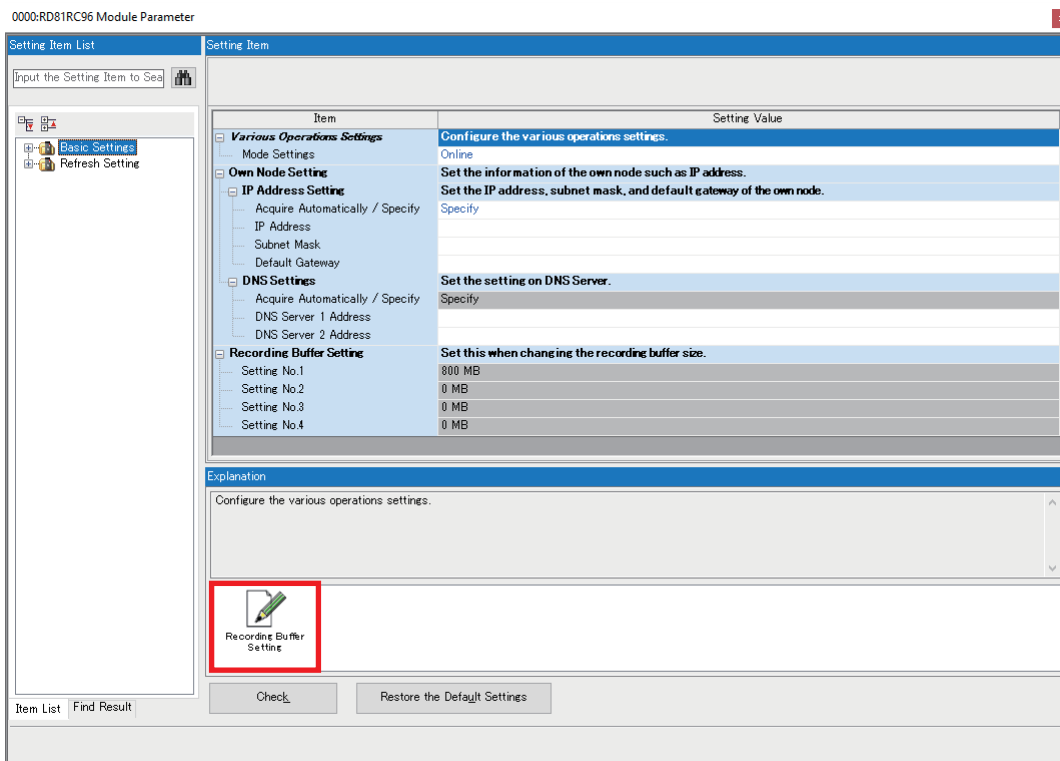 0000:RD81RC96 Module Parameter
Setting Item List
Setting Item
Input the Setting Item to Sea
Basic Settings
Refresh Setting
Item Setting Value
Various Operations Settings Configure the various operations settings.
Mode Settings Online
Own Node Setting Set the information of the own node such as IP address.
IP Address Setting Set the IP address, subnet mask, and default gateway of the own node.
Acquire Automatically / Specify Specify
IP Address
Subnet Mask
Default Gateway
DNS Settings Set the setting on DNS Server.
Acquire Automatically / Specify Specify
DNS Server 1 Address
DNS Server 2 Address
Recording Buffer Setting Set this when changing the recording buffer size.
Setting No.1 800 MB
Setting No.2 0 MB
Setting No.3 0 MB
Setting No.4 0 MB
Explanation
Configure the various operations settings.
Recording Buffer
Setting
Check
Restore the Default Settings
Item List
Find Result